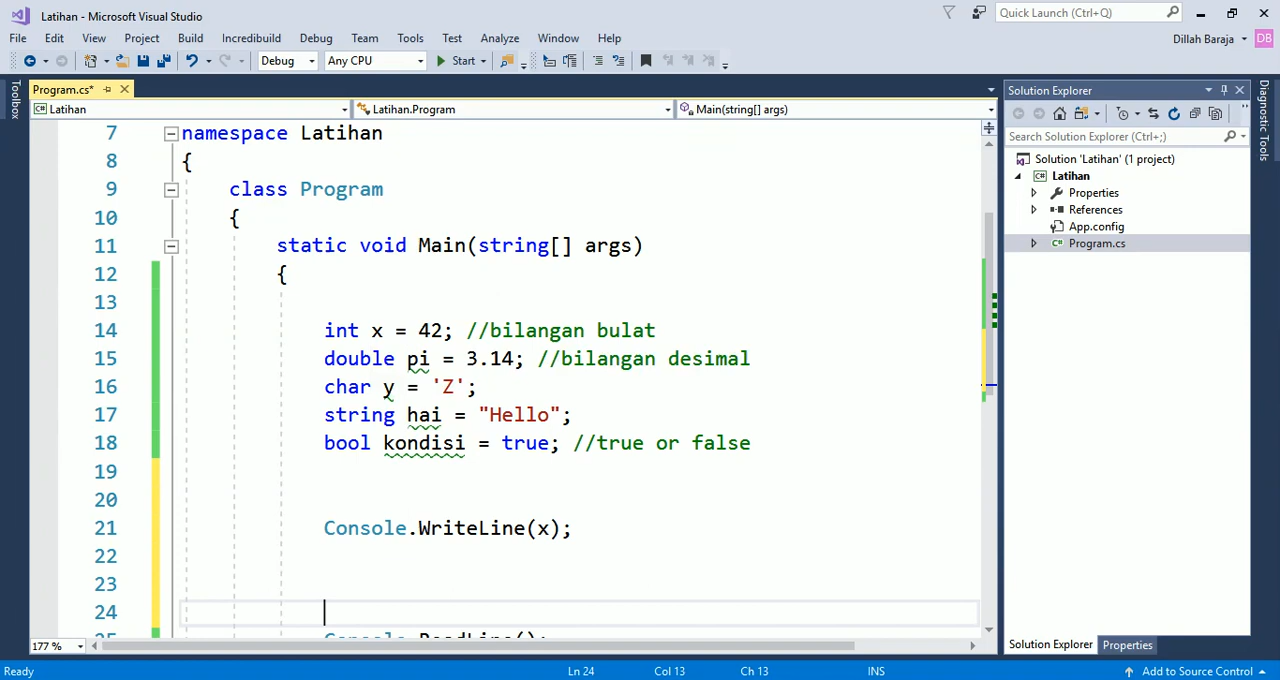 Latihan - Microsoft Visual Studio
Quick Launch (Ctrl+Q)
File Edit View Project Build Incredibuild Debug Team Tools Test Analyze Window Help
Dillah Baraja DB
Debug Any CPU Start
Toolbox
Program.cs*
Latihan Latihan.Program Main(string[] args)
7 namespace Latihan
8 {
9 class Program
10 {
11 static void Main(string[] args)
12 {
13
14 int x = 42; //bilangan bulat
15 double pi = 3.14; //bilangan desimal
16 char y = 'Z';
17 string hai = "Hello";
18 bool kondisi = true; //true or false
19
20
21 Console.WriteLine(x);
22
23
24
25 Console.ReadLine();
177 %
Solution Explorer
Search Solution Explorer (Ctrl+;)
Solution 'Latihan' (1 project)
C# Latihan
Properties
References
App.config
C# Program.cs
Solution Explorer Properties
Diagnostic Tools
Ready Ln 24 Col 13 Ch 13 INS Add to Source Control